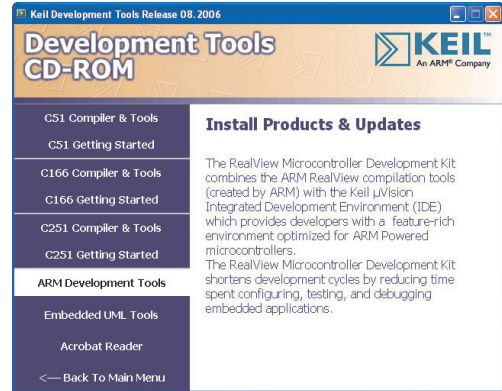 Keil Development Tools Release 08.2006
Development Tools
CD-ROM
KEIL™
An ARM® Company
C51 Compiler & Tools
C51 Getting Started
C166 Compiler & Tools
C166 Getting Started
C251 Compiler & Tools
C251 Getting Started
ARM Development Tools
Embedded UML Tools
Acrobat Reader
<— Back To Main Menu
Install Products & Updates
The RealView Microcontroller Development Kit
combines the ARM RealView compilation tools
(created by ARM) with the Keil µVision
Integrated Development Environment (IDE)
which provides developers with a feature-rich
environment optimized for ARM Powered
microcontrollers.
The RealView Microcontroller Development Kit
shortens development cycles by reducing time
spent configuring, testing, and debugging
embedded applications.